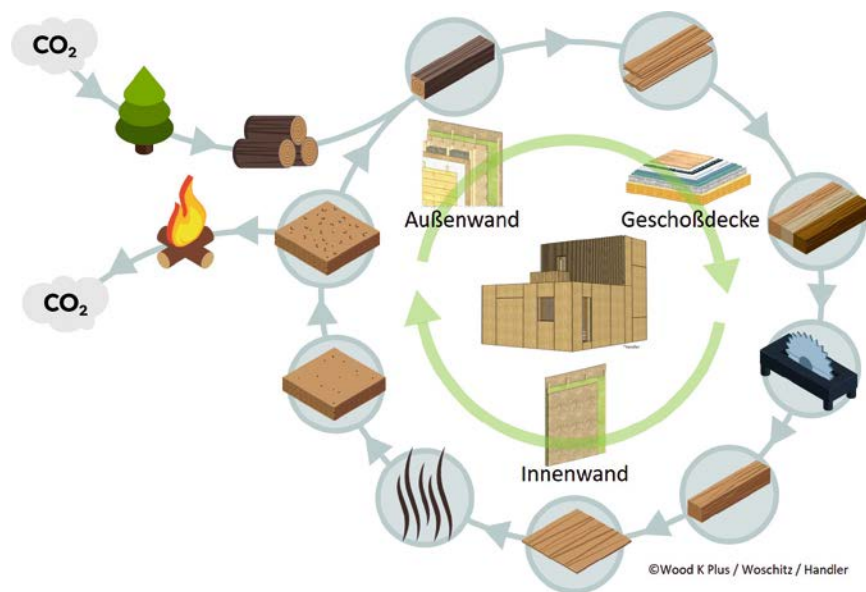 CO₂
Außenwand
Geschoßdecke
CO₂
Innenwand
©Wood K Plus / Woschitz / Handler